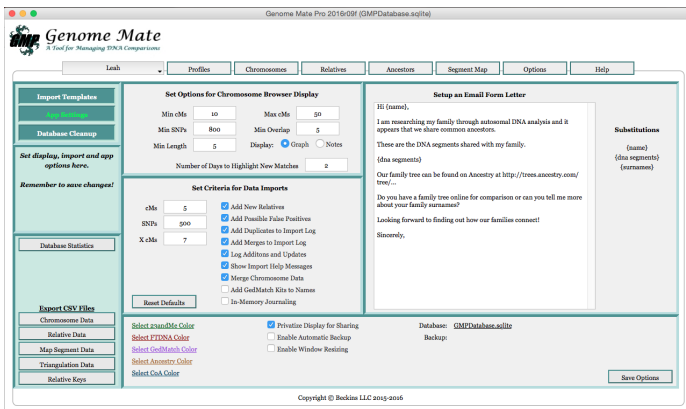 Genome Mate Pro 2016r09f (GMPDatabase.sqlite)
GMP
Genome Mate
A Tool for Managing DNA Comparisons
Leah
Profiles
Chromosomes
Relatives
Ancestors
Segment Map
Options
Help
Import Templates
App Settings
Database Cleanup
Set display, import and app
options here.
Remember to save changes!
Database Statistics
Export CSV Files
Chromosome Data
Relative Data
Map Segment Data
Triangulation Data
Relative Keys
Set Options for Chromosome Browser Display
Min cMs 10 Max cMs 50
Min SNPs 800 Min Overlap 5
Min Length 5 Display: Graph Notes
Number of Days to Highlight New Matches 2
Set Criteria for Data Imports
cMs 5
SNPs 500
X cMs 7
Add New Relatives
Add Possible False Positives
Add Duplicates to Import Log
Add Merges to Import Log
Log Additons and Updates
Show Import Help Messages
Merge Chromosome Data
Add GedMatch Kits to Names
In-Memory Journaling
Reset Defaults
Setup an Email Form Letter
Hi {name},
I am researching my family through autosomal DNA analysis and it
appears that we share common ancestors.
These are the DNA segments shared with my family.
{dna segments}
Our family tree can be found on Ancestry at http://trees.ancestry.com/
tree/...
Do you have a family tree online for comparison or can you tell me more
about your family surnames?
Looking forward to finding out how our families connect!
Sincerely,
Substitutions
{name}
{dna segments}
{surnames}
Select 23andMe Color
Select FTDNA Color
Select GedMatch Color
Select Ancestry Color
Select CoA Color
Privatize Display for Sharing
Enable Automatic Backup
Enable Window Resizing
Database: GMPDatabase.sqlite
Backup:
Save Options
Copyright © Beckins LLC 2015-2016